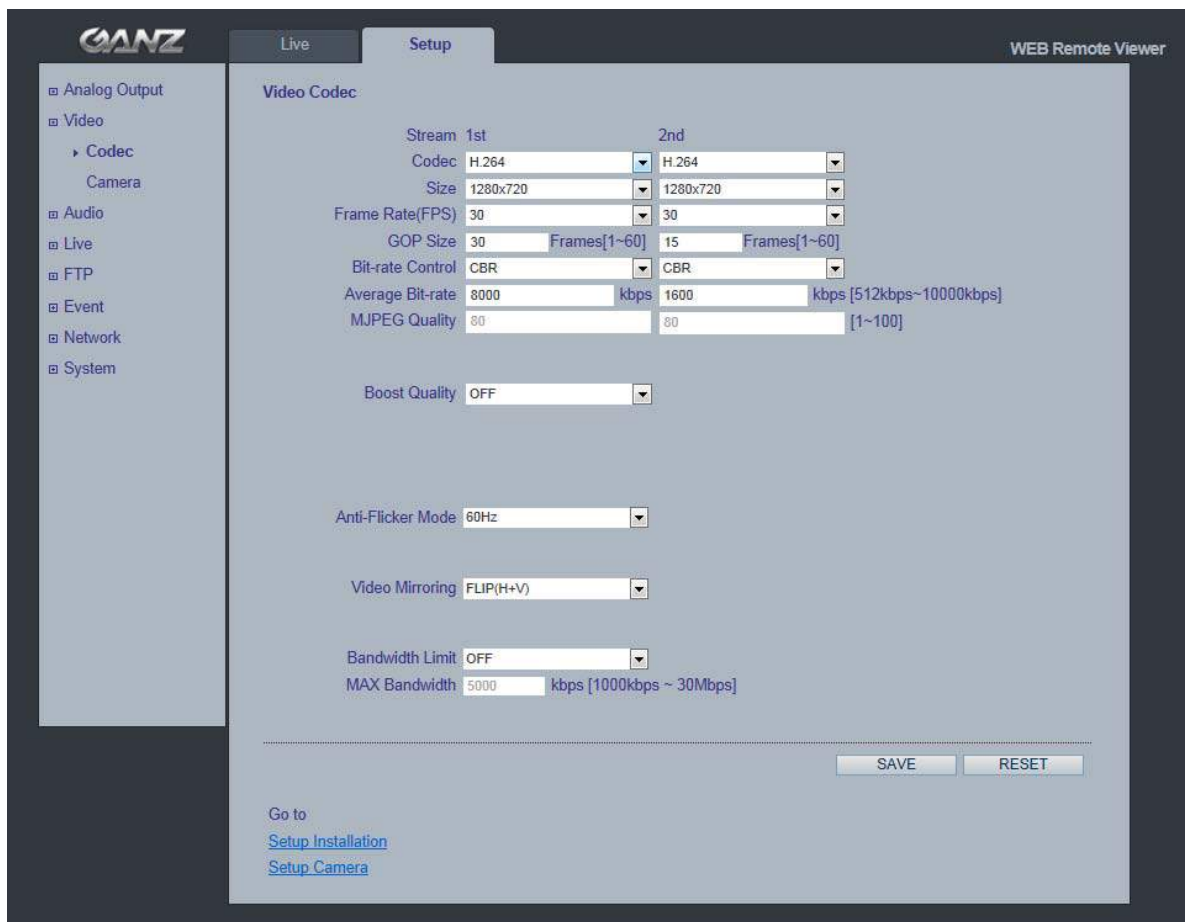 GANZ
Live
Setup
WEB Remote Viewer
Analog Output
Video
Codec
Camera
Audio
Live
FTP
Event
Network
System
Video Codec
Stream 1st 2nd
Codec H.264 H.264
Size 1280x720 1280x720
Frame Rate(FPS) 30 30
GOP Size 30 Frames[1~60] 15 Frames[1~60]
Bit-rate Control CBR CBR
Average Bit-rate 8000 kbps 1600 kbps [512kbps~10000kbps]
MJPEG Quality 80 80 [1~100]
Boost Quality OFF
Anti-Flicker Mode 60Hz
Video Mirroring FLIP(H+V)
Bandwidth Limit OFF
MAX Bandwidth 5000 kbps [1000kbps ~ 30Mbps]
SAVE RESET
Go to
Setup Installation
Setup Camera